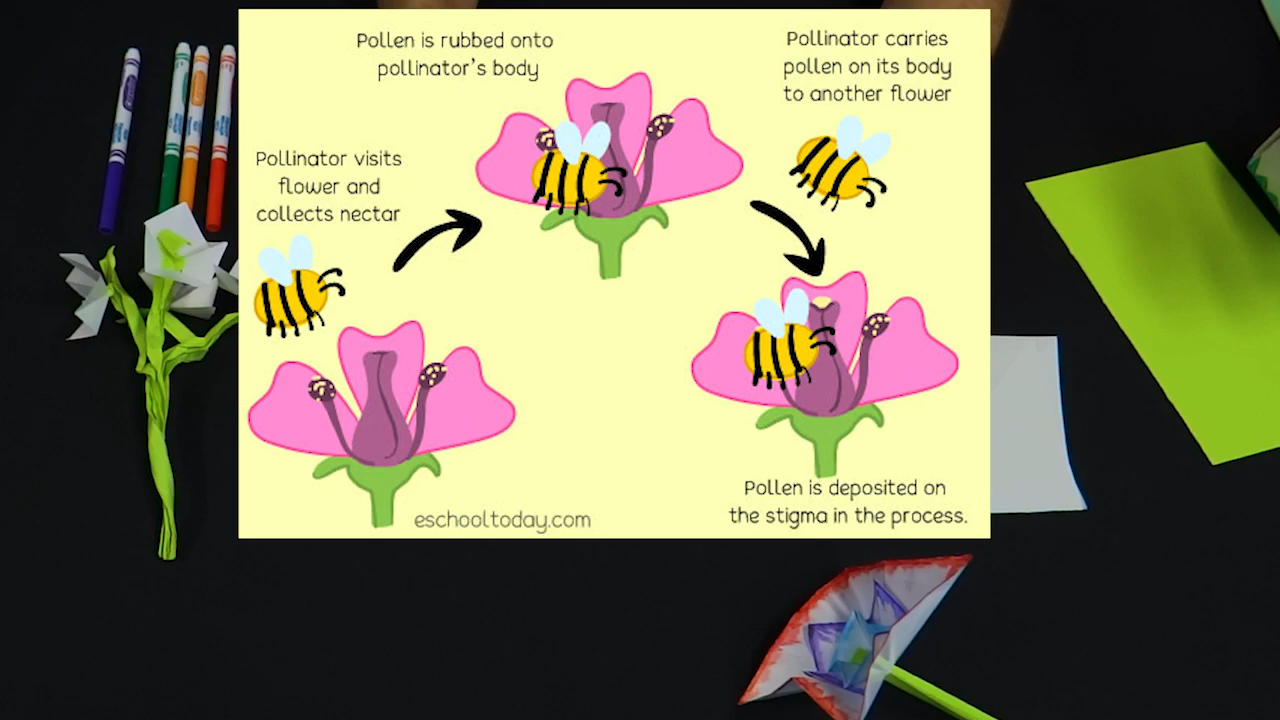 Pollen is rubbed onto
pollinator's body
Pollinator carries
pollen on its body
to another flower
Pollinator visits
flower and
collects nectar
Pollen is deposited on
the stigma in the process.
eschooltoday.com